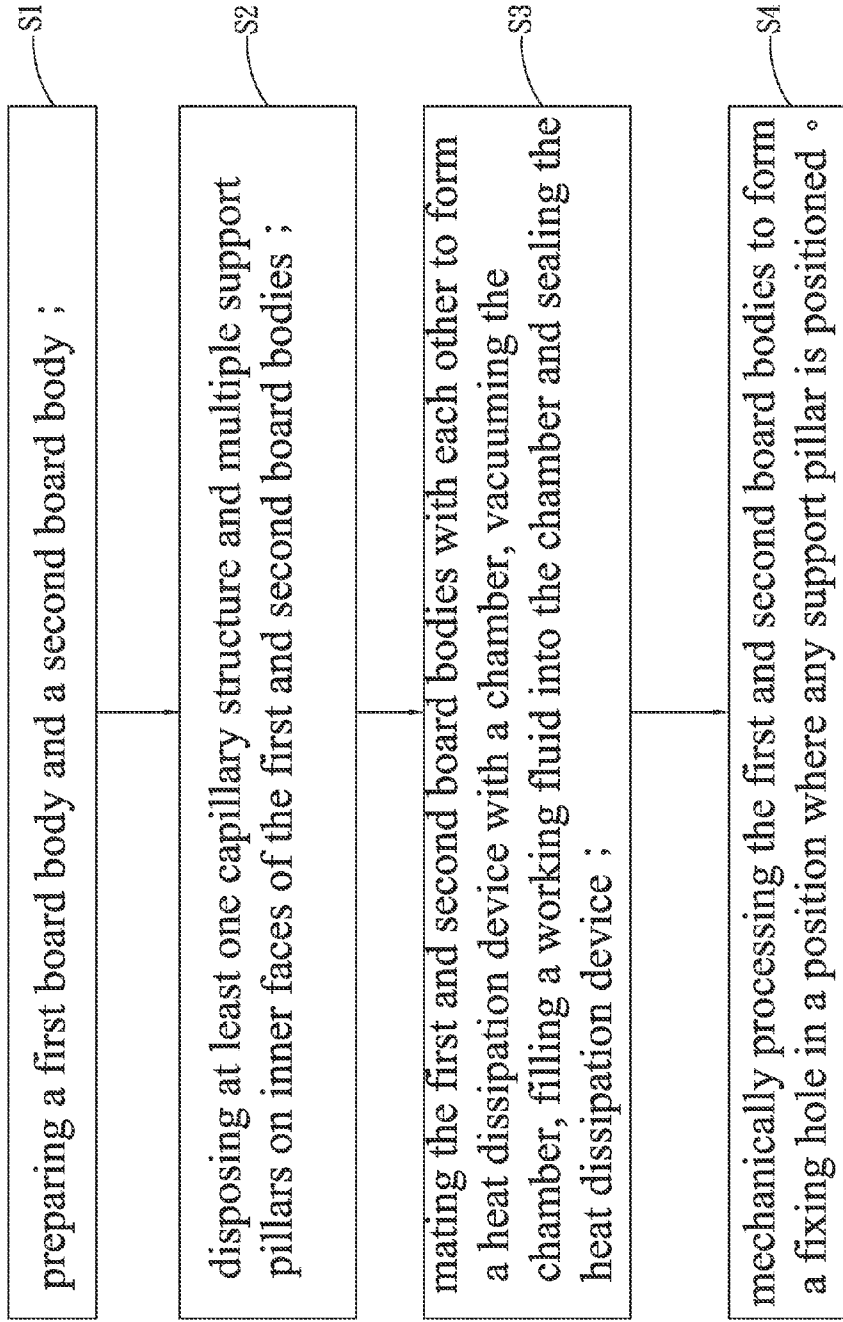 preparing a first board body and a second board body ;
S1
disposing at least one capillary structure and multiple support
pillars on inner faces of the first and second board bodies ;
S2
mating the first and second board bodies with each other to form
a heat dissipation device with a chamber, vacuuming the
chamber, filling a working fluid into the chamber and sealing the
heat dissipation device ;
S3
mechanically processing the first and second board bodies to form
a fixing hole in a position where any support pillar is positioned 。
S4